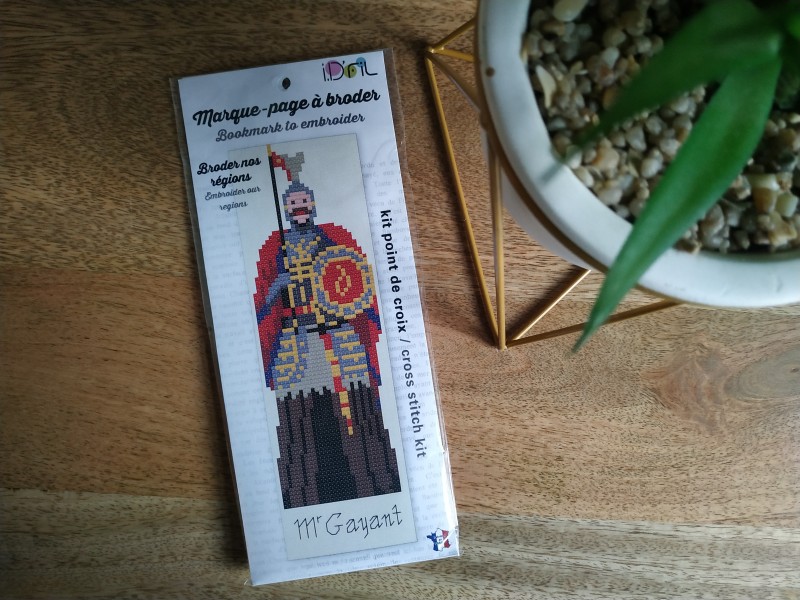 i.D'fiL
Marque-page à broder
Bookmark to embroider
Broder nos
régions
Embroider our
regions
kit point de croix / cross stitch kit
Mr Gayant